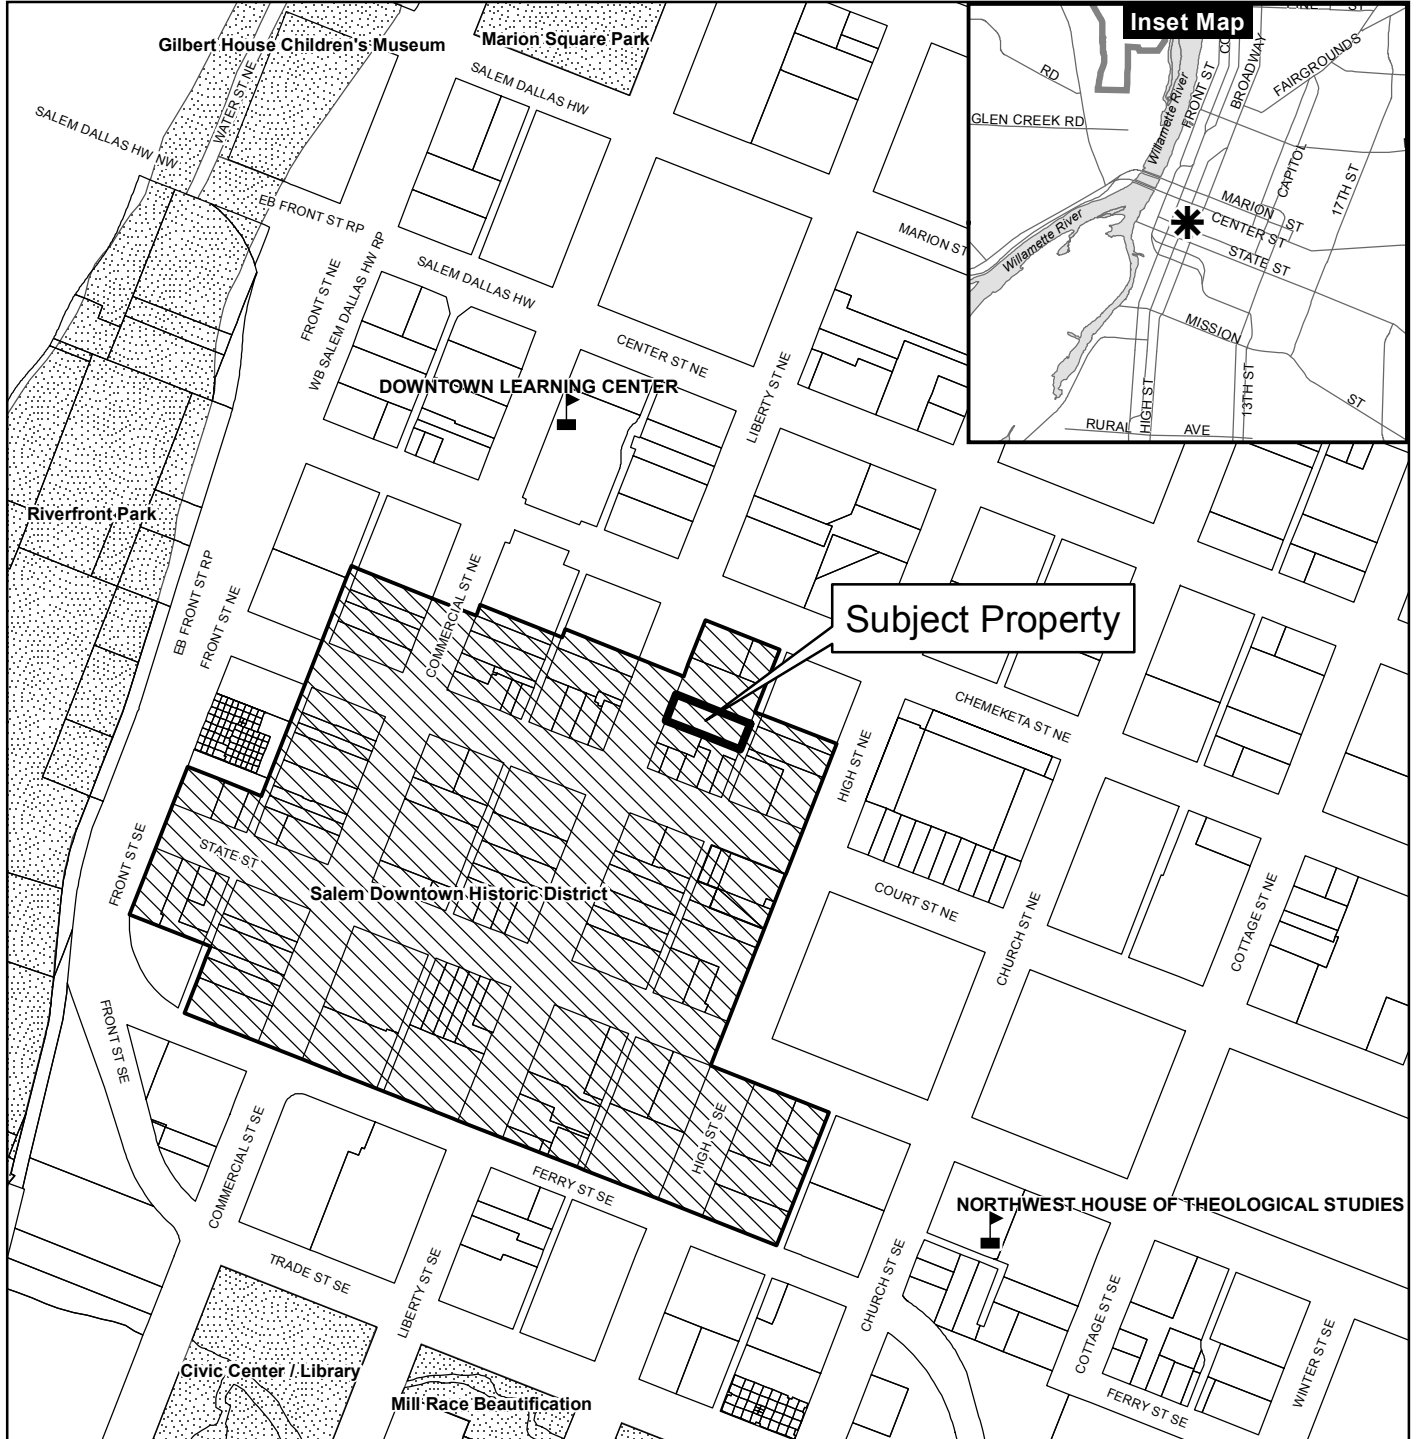 Gilbert House Children's Museum
Marion Square Park
SALEM DALLAS HW
WATER ST NE
SALEM DALLAS HW NW
EB FRONT ST RP
MARION ST
FRONT ST NE
WB SALEM DALLAS HW RP
SALEM DALLAS HW
CENTER ST NE
LIBERTY ST NE
DOWNTOWN LEARNING CENTER
Riverfront Park
EB FRONT ST RP
FRONT ST NE
COMMERCIAL ST NE
Subject Property
CHEMEKETA ST NE
HIGH ST NE
FRONT ST SE
STATE ST
Salem Downtown Historic District
COURT ST NE
CHURCH ST NE
COTTAGE ST NE
FRONT ST SE
COMMERCIAL ST SE
HIGH ST SE
FERRY ST SE
NORTHWEST HOUSE OF THEOLOGICAL STUDIES
TRADE ST SE
LIBERTY ST SE
CHURCH ST SE
COTTAGE ST SE
WINTER ST SE
FERRY ST SE
Civic Center / Library
Mill Race Beautification
Inset Map
ST
RD
GLEN CREEK RD
Willamette River
FRONT ST
BROADWAY
FAIRGROUNDS
CAPITOL
17TH ST
MARION ST
CENTER ST
STATE ST
Willamette River
MISSION
ST
13TH ST
HIGH ST
RURAL AVE